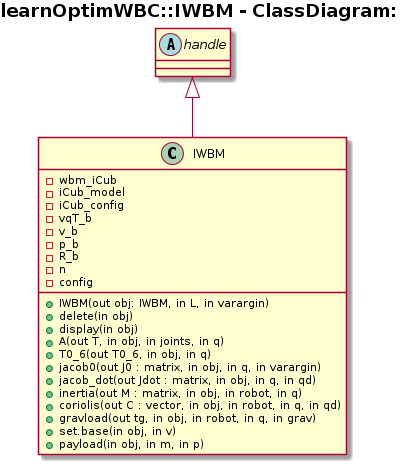 learnOptimWBC::IWBM - ClassDiagram:
A handle
C IWBM
wbm_iCub
iCub_model
iCub_config
vqT_b
v_b
p_b
R_b
n
config
IWBM(out obj: IWBM, in L, in varargin)
delete(in obj)
display(in obj)
A(out T, in obj, in joints, in q)
T0_6(out T0_6, in obj, in q)
jacob0(out J0 : matrix, in obj, in q, in varargin)
jacob_dot(out Jdot : matrix, in obj, in q, in qd)
inertia(out M : matrix, in obj, in robot, in q)
coriolis(out C : vector, in obj, in robot, in q, in qd)
gravload(out tg, in obj, in robot, in q, in grav)
set.base(in obj, in v)
payload(in obj, in m, in p)